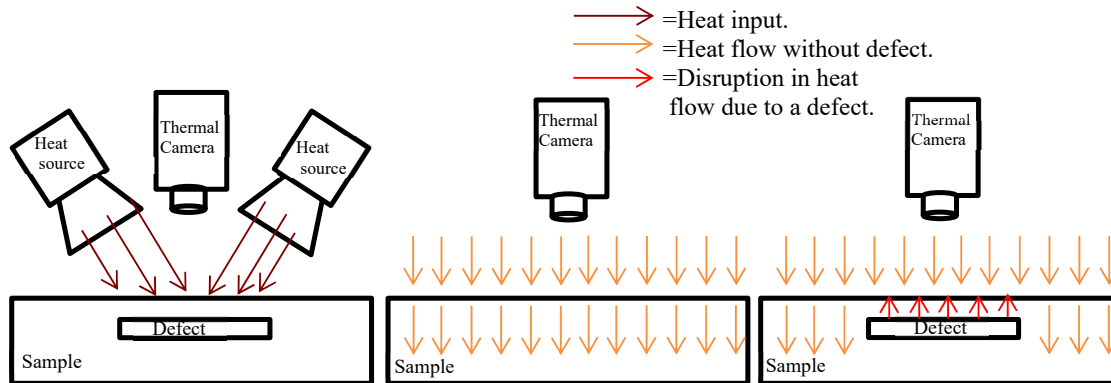 =Heat input.
=Heat flow without defect.
=Disruption in heat
flow due to a defect.
Heat
source
Thermal
Camera
Heat
source
Defect
Sample
Thermal
Camera
Sample
Thermal
Camera
Defect
Sample